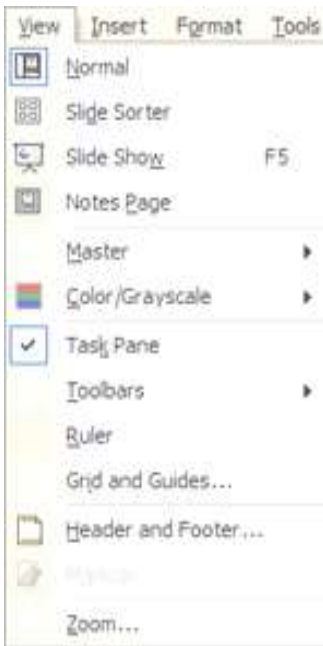 View Insert Format Tools
Normal
Slide Sorter
Slide Show F5
Notes Page
Master
Color/Grayscale
Task Pane
Toolbars
Ruler
Grid and Guides...
Header and Footer...
Zoom...